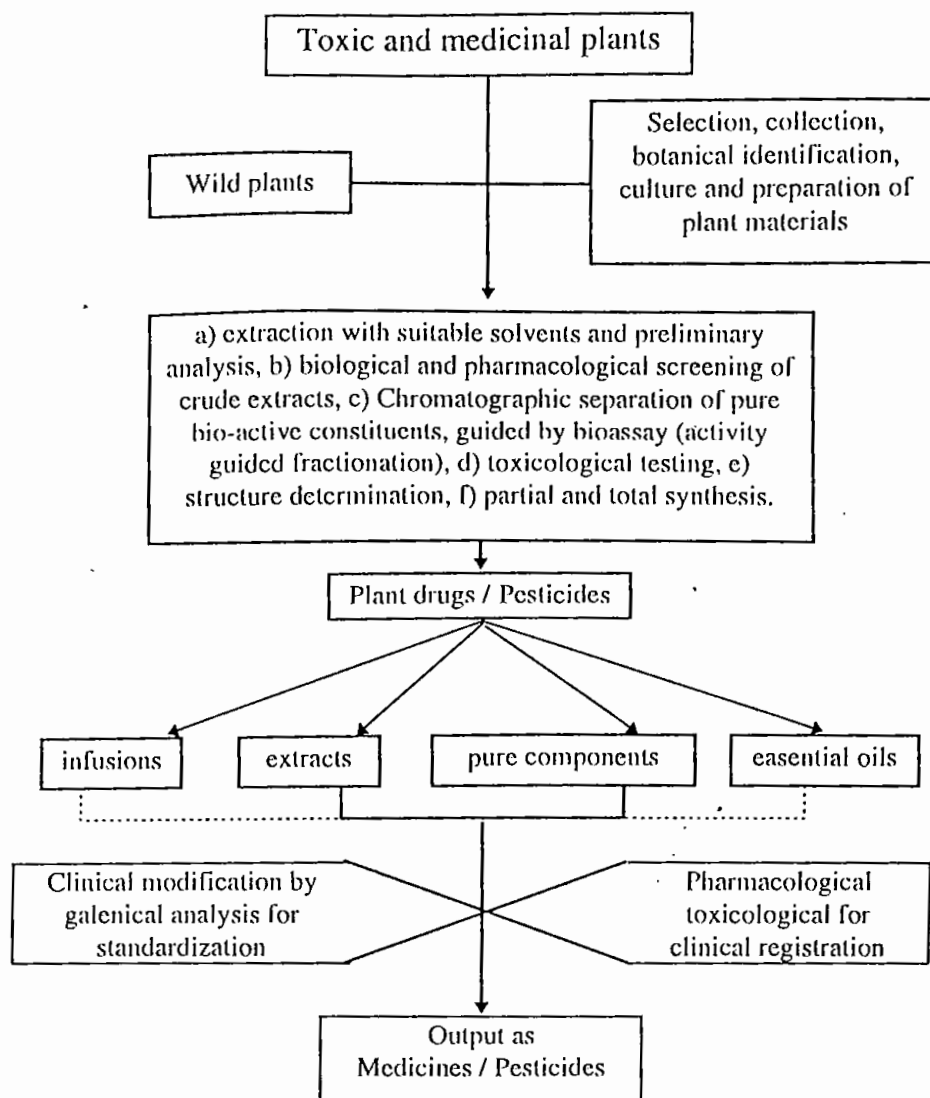 Toxic and medicinal plants
Wild plants
Selection, collection,
botanical identification,
culture and preparation of
plant materials
a) extraction with suitable solvents and preliminary
analysis, b) biological and pharmacological screening of
crude extracts, c) Chromatographic separation of pure
bio-active constituents, guided by bioassay (activity
guided fractionation), d) toxicological testing, e)
structure determination, f) partial and total synthesis.
Plant drugs / Pesticides
infusions
extracts
pure components
easential oils
Clinical modification by
galenical analysis for
standardization
Pharmacological
toxicological for
clinical registration
Output as
Medicines / Pesticides